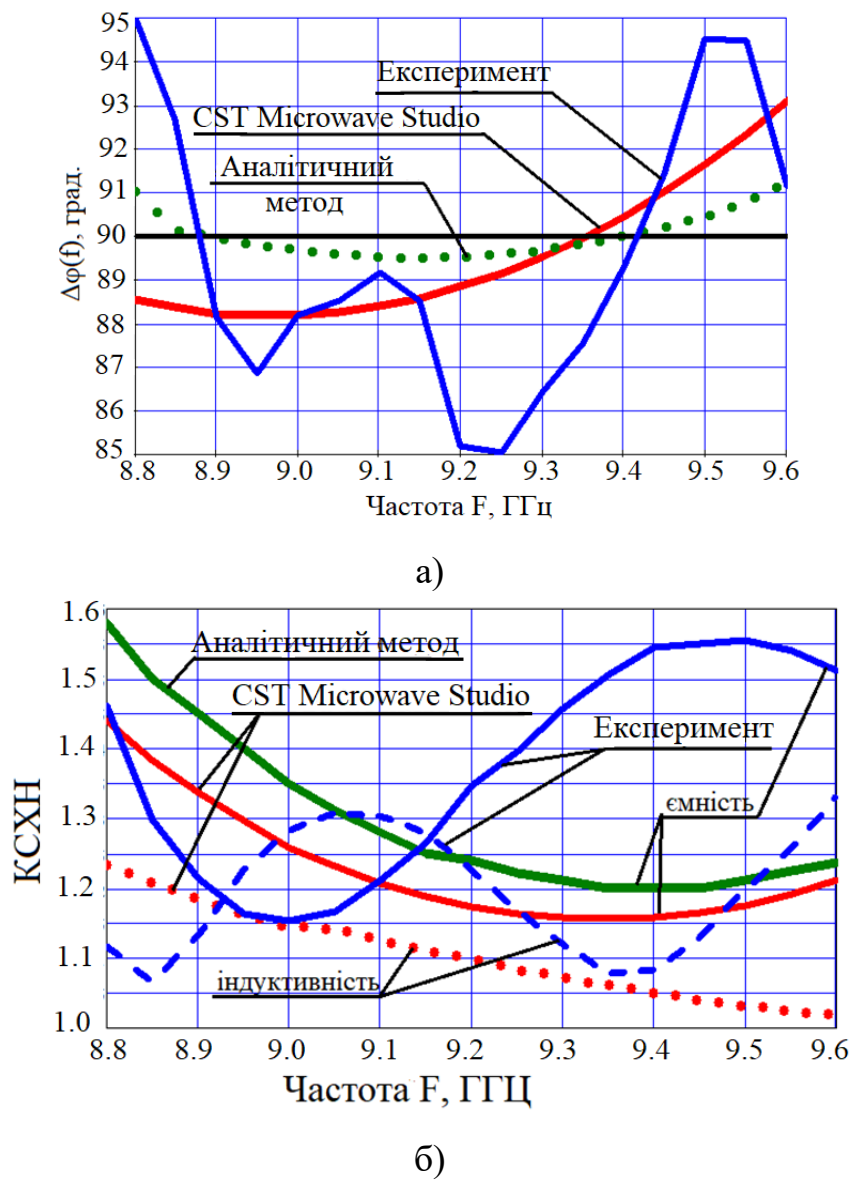 95
94
93
92
91
90
89
88
87
86
85
Δφ(f), град.
Експеримент
CST Microwave Studio
Аналітичний
метод
8.8 8.9 9.0 9.1 9.2 9.3 9.4 9.5 9.6
Частота F, ГГц
а)
1.6
1.5
1.4
1.3
1.2
1.1
1.0
КСХН
Аналітичний метод
CST Microwave Studio
Експеримент
ємність
індуктивність
8.8 8.9 9.0 9.1 9.2 9.3 9.4 9.5 9.6
Частота F, ГГЦ
б)